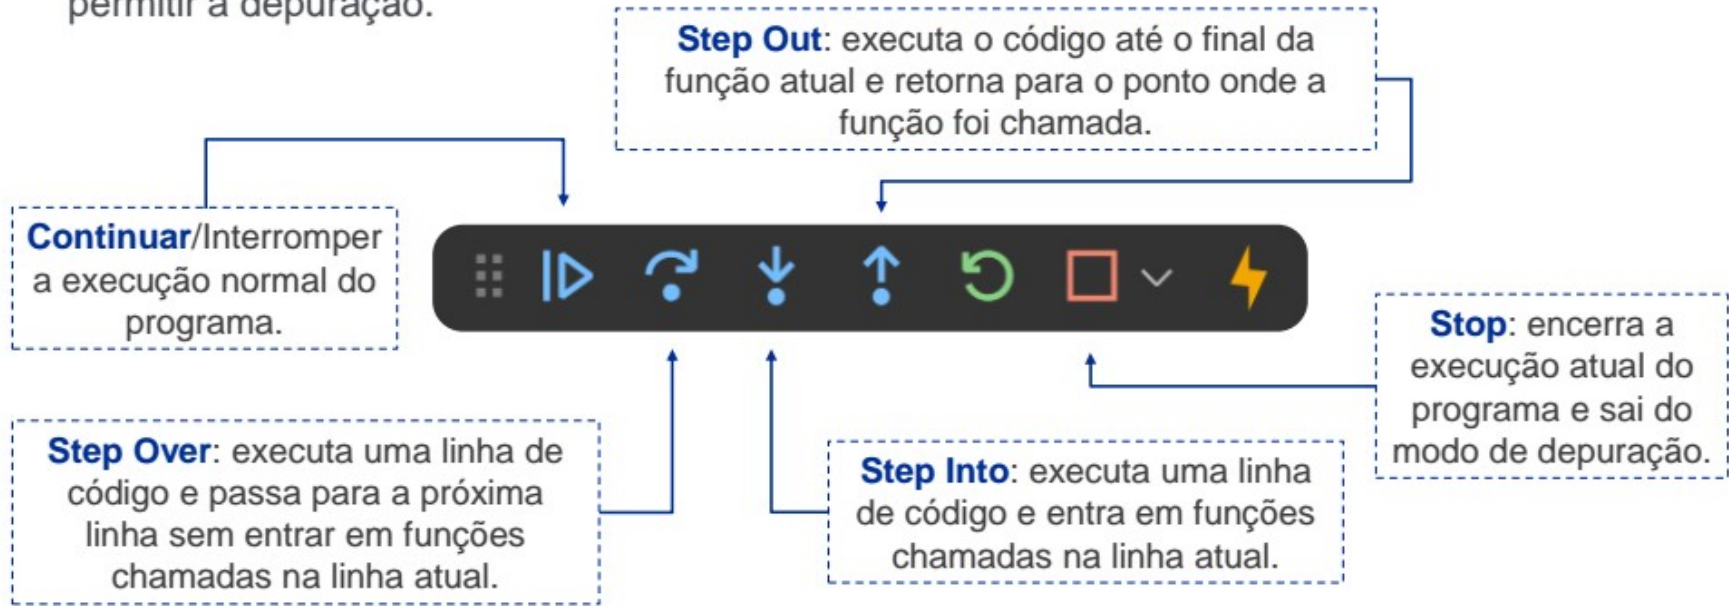 permitir a depuração.
Step Out: executa o código até o final da
função atual e retorna para o ponto onde a
função foi chamada.
Continuar/Interromper
a execução normal do
programa.
Stop: encerra a
execução atual do
programa e sai do
modo de depuração.
Step Over: executa uma linha de
código e passa para a próxima
linha sem entrar em funções
chamadas na linha atual.
Step Into: executa uma linha
de código e entra em funções
chamadas na linha atual.